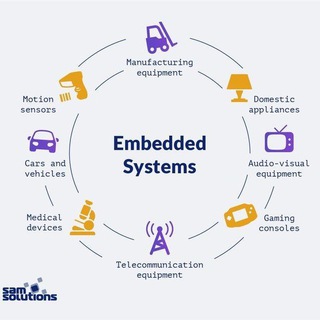 Manufacturing
equipment
Motion
sensors
Domestic
appliances
Embedded
Systems
Cars and
vehicles
Audio-visual
equipment
Medical
devices
Gaming
consoles
Telecommunication
equipment
sam
solutions